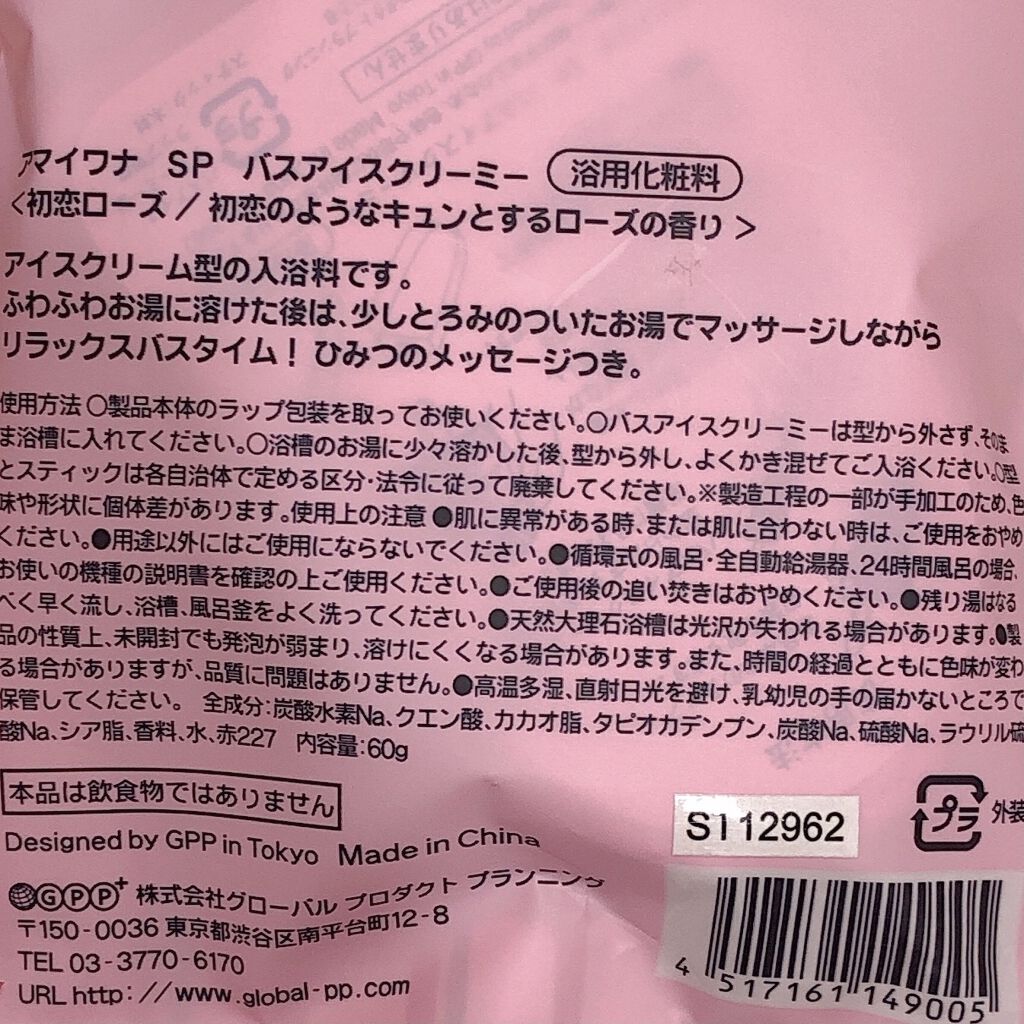 アマイワナ SP バスアイスクリーミー 浴用化粧料
<初恋ローズ / 初恋のようなキュンとするローズの香り>
アイスクリーム型の入浴料です。
ふわふわお湯に溶けた後は、少しとろみのついたお湯でマッサージしながら
リラックスバスタイム! ひみつのメッセージつき。
使用方法 ○製品本体のラップ包装を取ってお使いください。○バスアイスクリーミーは型から外さず、そのま
ま浴槽に入れてください。○浴槽のお湯に少々溶かした後、型から外し、よくかき混ぜてご入浴ください。○型
とスティックは各自治体で定める区分・法令に従って廃棄してください。※製造工程の一部が手加工のため、色
味や形状に個体差があります。使用上の注意 ●肌に異常がある時、または肌に合わない時は、ご使用をおやめ
ください。●用途以外にはご使用にならないでください。●循環式の風呂・全自動給湯器、24時間風呂の場合、
お使いの機種の説明書を確認の上ご使用ください。●ご使用後の追い焚きはおやめください。●残り湯はなる
べく早く流し、浴槽、風呂釜をよく洗ってください。●天然大理石浴槽は光沢が失われる場合があります。●製
品の性質上、未開封でも発泡が弱まり、溶けにくくなる場合があります。また、時間の経過とともに色味が変わ
る場合がありますが、品質に問題はありません。●高温多湿、直射日光を避け、乳幼児の手の届かないところで
保管してください。 全成分:炭酸水素Na、クエン酸、カカオ脂、タピオカデンプン、炭酸Na、硫酸Na、ラウリル硫
酸Na、シア脂、香料、水、赤227 内容量:60g
本品は飲食物ではありません
Designed by GPP in Tokyo Made in China
S112962
プラ 外装
GPP+ 株式会社グローバル プロダクト プランニング
〒150-0036 東京都渋谷区南平台町12-8
TEL 03-3770-6170
URL http://www.global-pp.com
4 517161 149005